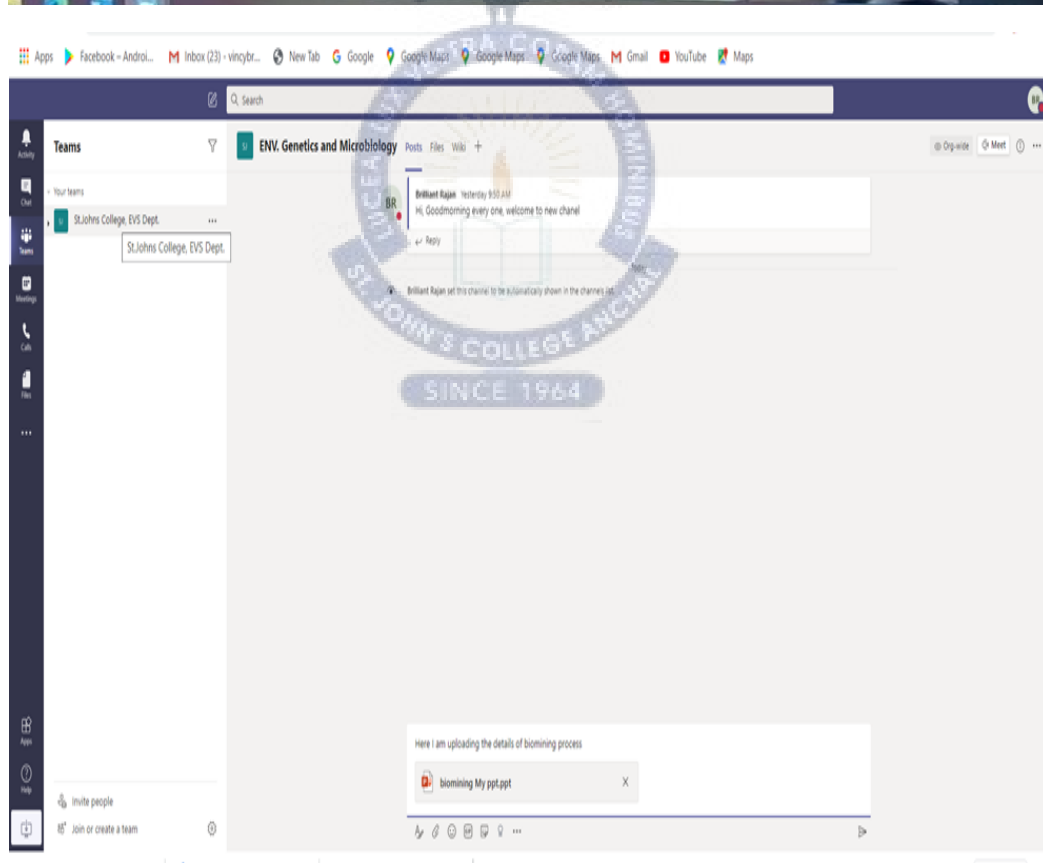 Apps Facebook – Androi... Inbox (23) - vincybr... New Tab Google Google Maps Google Maps Google Maps Gmail YouTube Maps
Search
BR
Activity
Chat
Teams
Meetings
Calls
Files
Apps
Help
Teams
Your teams
St.Johns College, EVS Dept.
St.Johns College, EVS Dept.
Invite people
Join or create a team
ENV. Genetics and Microbiology Posts Files Wiki
Org-wide Meet
BR
Brilliant Rajan Yesterday 9:50 AM
Hi, Goodmorning every one, welcome to new chanel
Reply
Brilliant Rajan set this channel to be automatically shown in the channels list.
ST. JOHN'S COLLEGE ANCHAL
SINCE 1964
Here I am uploading the details of biomining process
biomining My ppt.ppt